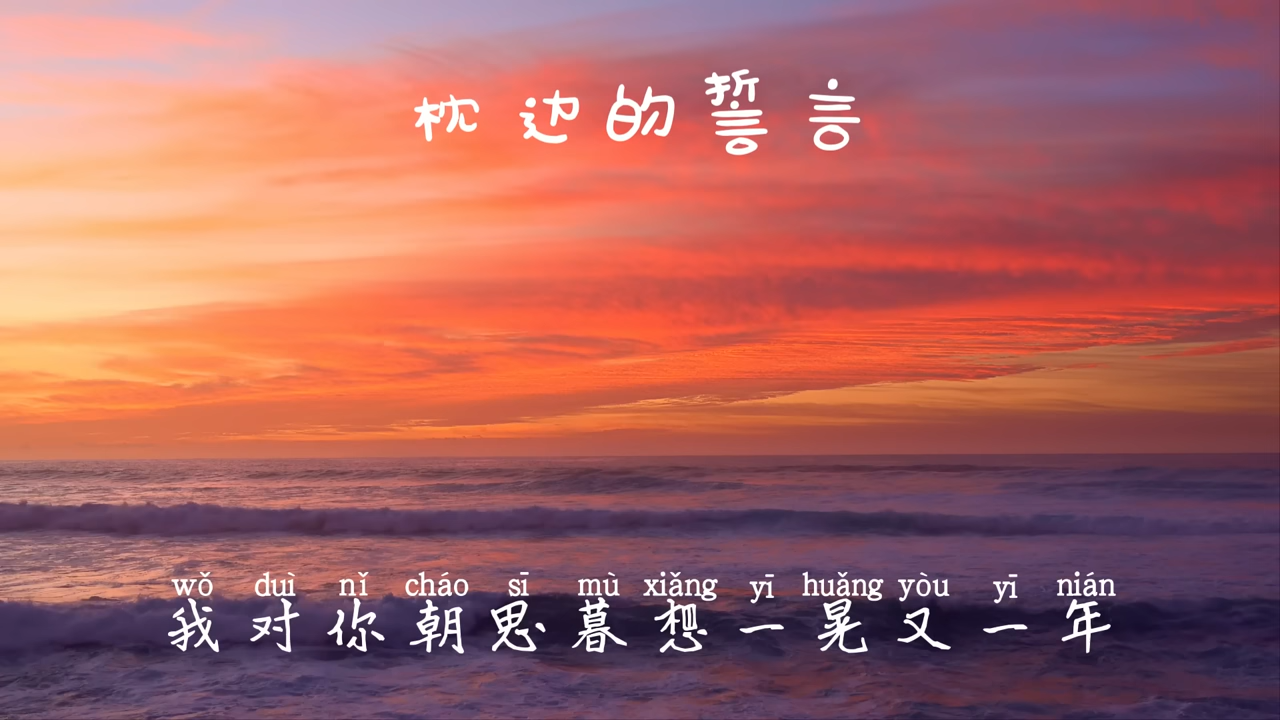 枕边的誓言
wǒ duì nǐ cháo sī mù xiǎng yī huǎng yòu yī nián
我对你朝思暮想一晃又一年